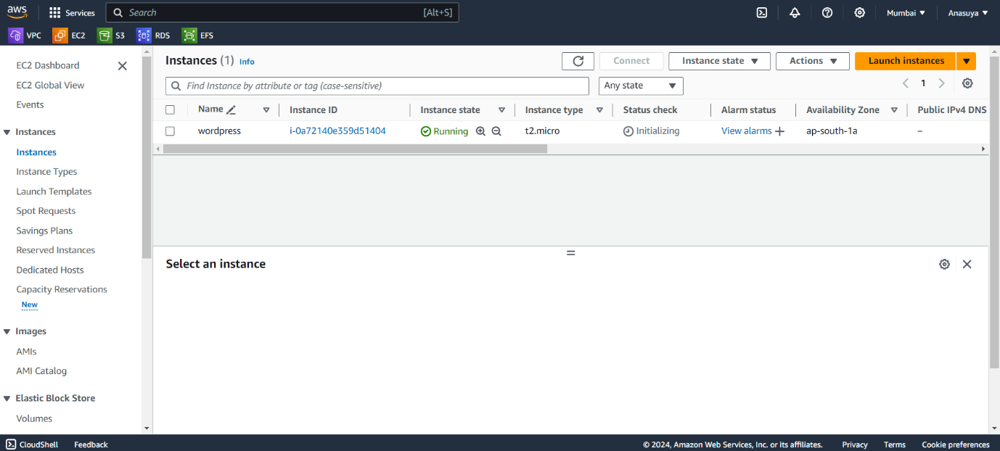 aws Services Search [Alt+S] Mumbai Anasuya
VPC EC2 S3 RDS EFS
EC2 Dashboard
EC2 Global View
Events
Instances
Instances
Instance Types
Launch Templates
Spot Requests
Savings Plans
Reserved Instances
Dedicated Hosts
Capacity Reservations
New
Images
AMIs
AMI Catalog
Elastic Block Store
Volumes
Instances (1) Info Connect Instance state Actions Launch instances
Find Instance by attribute or tag (case-sensitive) Any state 1
Name Instance ID Instance state Instance type Status check Alarm status Availability Zone Public IPv4 DNS
wordpress i-0a72140e359d51404 Running t2.micro Initializing View alarms ap-south-1a –
Select an instance
CloudShell Feedback © 2024, Amazon Web Services, Inc. or its affiliates. Privacy Terms Cookie preferences